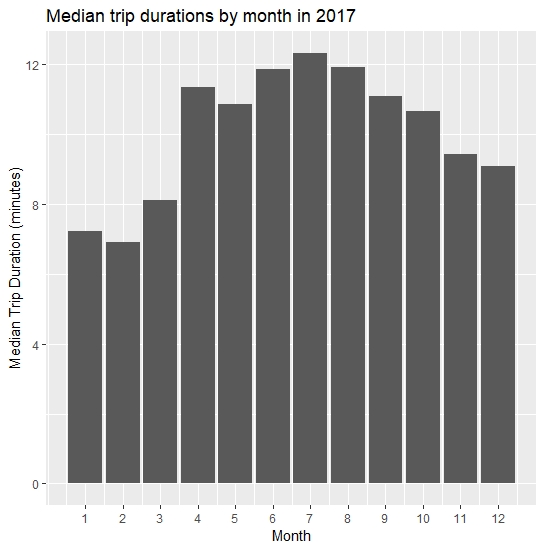 Median trip durations by month in 2017
Median Trip Duration (minutes)
12
8
4
0
1 2 3 4 5 6 7 8 9 10 11 12
Month